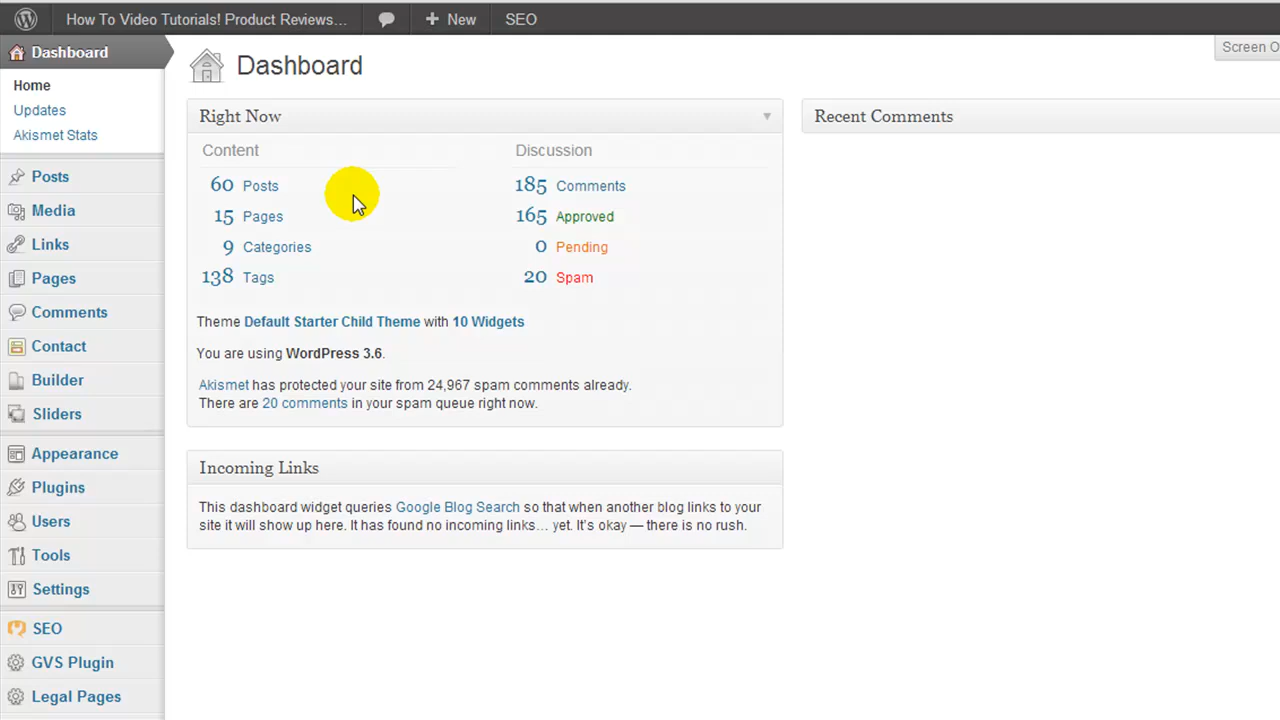 How To Video Tutorials! Product Reviews... New SEO
Dashboard
Home
Updates
Akismet Stats
Posts
Media
Links
Pages
Comments
Contact
Builder
Sliders
Appearance
Plugins
Users
Tools
Settings
SEO
GVS Plugin
Legal Pages
Screen O
Dashboard
Right Now
Content
60 Posts
15 Pages
9 Categories
138 Tags
Discussion
185 Comments
165 Approved
0 Pending
20 Spam
Theme Default Starter Child Theme with 10 Widgets
You are using WordPress 3.6.
Akismet has protected your site from 24,967 spam comments already.
There are 20 comments in your spam queue right now.
Incoming Links
This dashboard widget queries Google Blog Search so that when another blog links to your
site it will show up here. It has found no incoming links… yet. It's okay — there is no rush.
Recent Comments